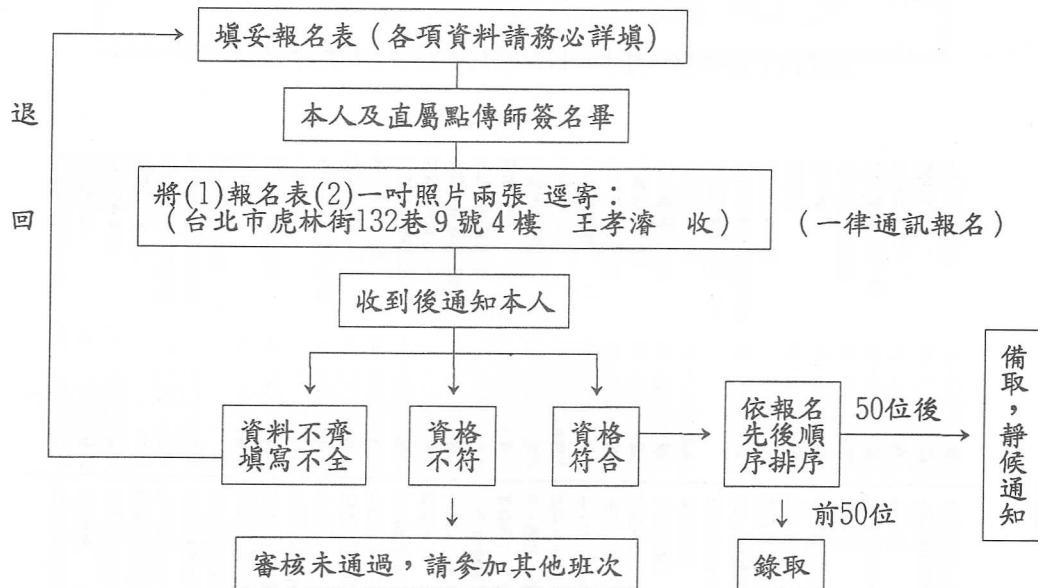 填妥報名表（各項資料請務必詳填）
本人及直屬點傳師簽名畢
將(1)報名表(2)一吋照片兩張 逕寄：
（台北市虎林街132巷9號4樓　王孝濬　收）
（一律通訊報名）
收到後通知本人
退回
資料不齊
填寫不全
資格
不符
資格
符合
依報名
先後順
序排序
50位後
備取，靜候通知
前50位
審核未通過，請參加其他班次
錄取